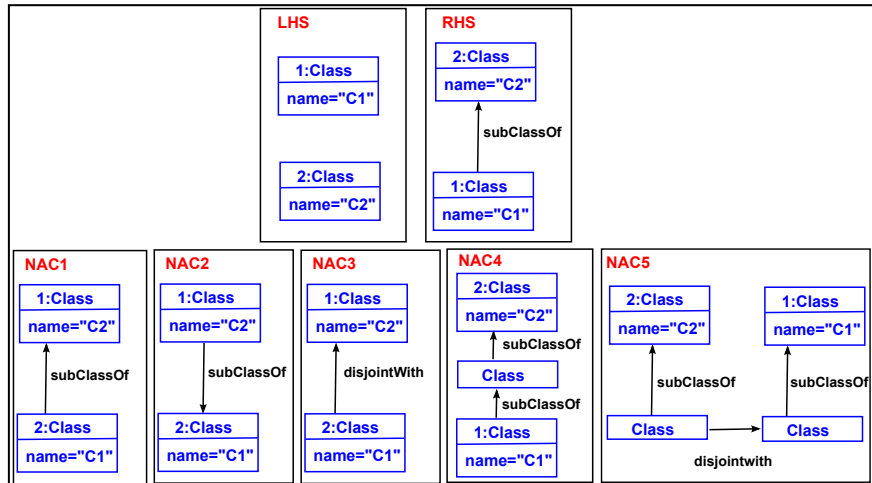 LHS
1:Class
name="C1"
2:Class
name="C2"
RHS
2:Class
name="C2"
subClassOf
1:Class
name="C1"
NAC1
1:Class
name="C2"
subClassOf
2:Class
name="C1"
NAC2
1:Class
name="C2"
subClassOf
2:Class
name="C1"
NAC3
1:Class
name="C2"
disjointWith
2:Class
name="C1"
NAC4
2:Class
name="C2"
subClassOf
Class
subClassOf
1:Class
name="C1"
NAC5
2:Class
name="C2"
1:Class
name="C1"
subClassOf
subClassOf
Class
Class
disjointwith